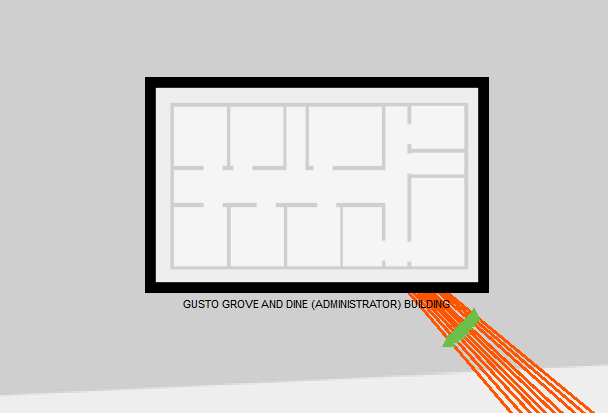 GUSTO GROVE AND DINE (ADMINISTRATOR) BUILDING